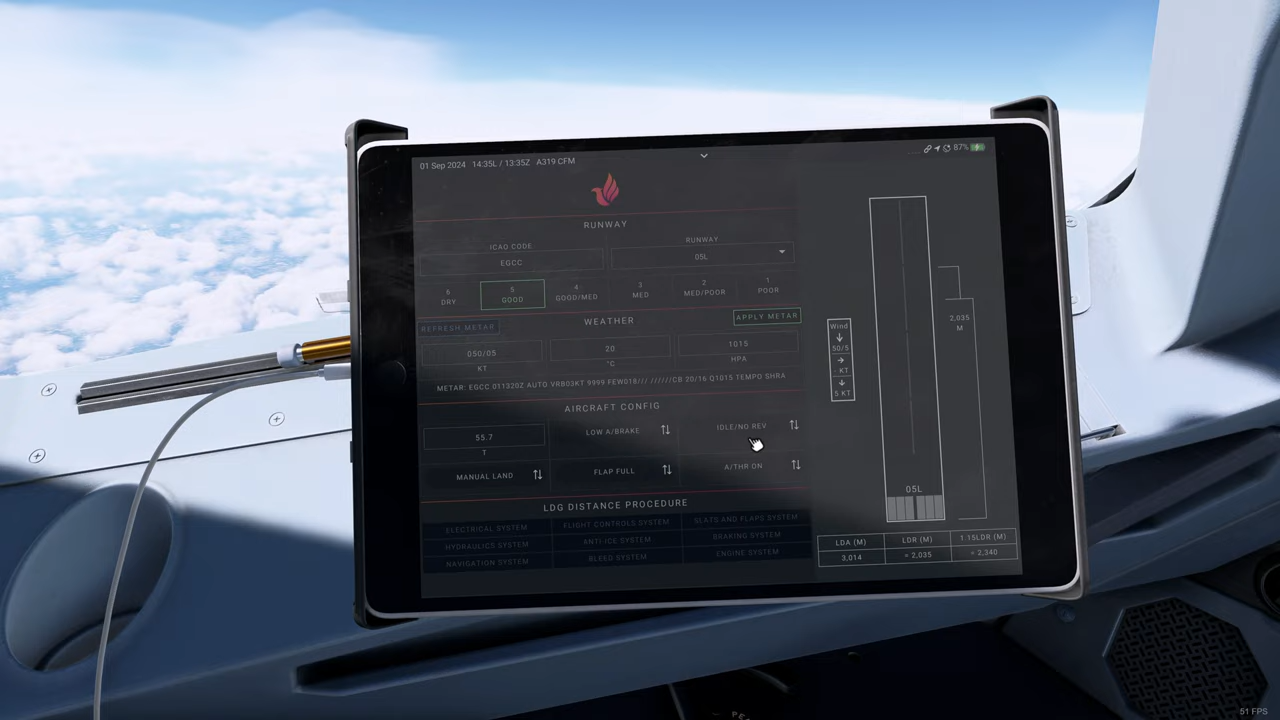 01 Sep 2024 14:35L / 13:35Z A319 CFM
87%
RUNWAY
ICAO CODE
EGCC
RUNWAY
05L
6
DRY
5
GOOD
4
GOOD/MED
3
MED
2
MED/POOR
1
POOR
REFRESH METAR
WEATHER
APPLY METAR
050/05
KT
20
°C
1015
HPA
METAR: EGCC 011320Z AUTO VRB03KT 9999 FEW018/// //////CB 20/16 Q1015 TEMPO SHRA
AIRCRAFT CONFIG
55.7
T
LOW A/BRAKE
IDLE/NO REV
MANUAL LAND
FLAP FULL
A/THR ON
LDG DISTANCE PROCEDURE
ELECTRICAL SYSTEM
FLIGHT CONTROLS SYSTEM
SLATS AND FLAPS SYSTEM
HYDRAULICS SYSTEM
ANTI-ICE SYSTEM
BRAKING SYSTEM
NAVIGATION SYSTEM
BLEED SYSTEM
ENGINE SYSTEM
Wind
50/5
- KT
5 KT
2,035
M
05L
LDA (M)
LDR (M)
1.15LDR (M)
3,014
= 2,035
= 2,340
51 FPS